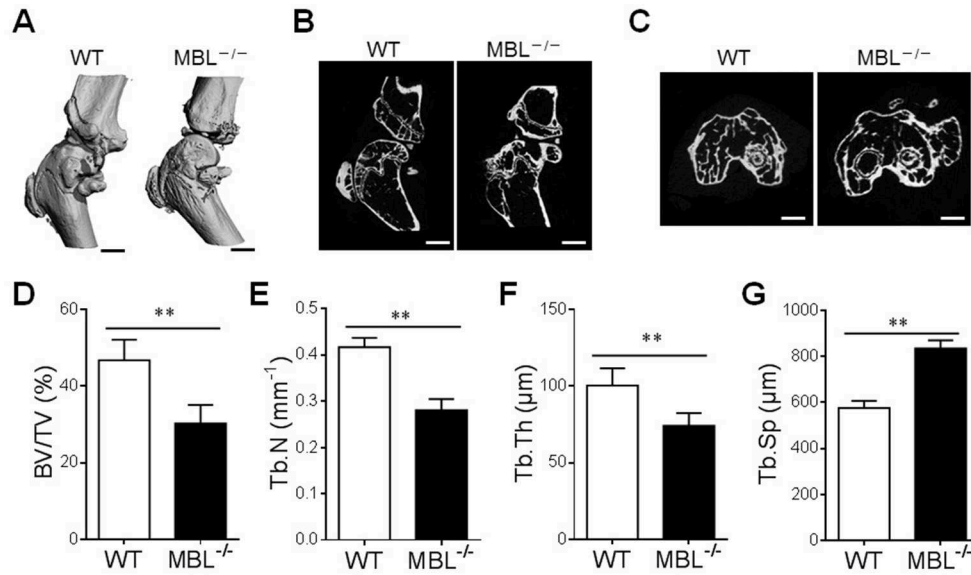 A
WT
MBL⁻/⁻
B
WT
MBL⁻/⁻
C
WT
MBL⁻/⁻
D
BV/TV (%)
60
40
20
0
**
WT
MBL⁻/⁻
E
Tb.N (mm⁻¹)
0.5
0.4
0.3
0.2
0.1
0.0
**
WT
MBL⁻/⁻
F
Tb.Th (μm)
150
100
50
0
**
WT
MBL⁻/⁻
G
Tb.Sp (μm)
1000
800
600
400
200
0
**
WT
MBL⁻/⁻